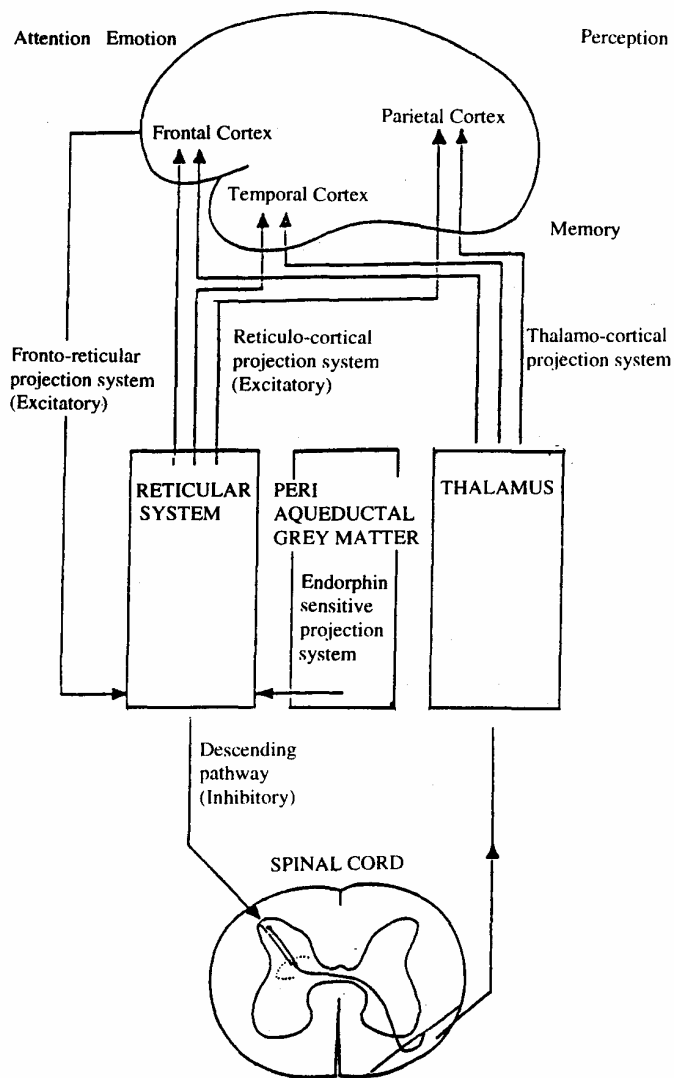 Attention Emotion
Perception
Frontal Cortex
Parietal Cortex
Temporal Cortex
Memory
Fronto-reticular
projection system
(Excitatory)
Reticulo-cortical
projection system
(Excitatory)
Thalamo-cortical
projection system
RETICULAR
SYSTEM
PERI
AQUEDUCTAL
GREY MATTER
THALAMUS
Endorphin
sensitive
projection
system
Descending
pathway
(Inhibitory)
SPINAL CORD